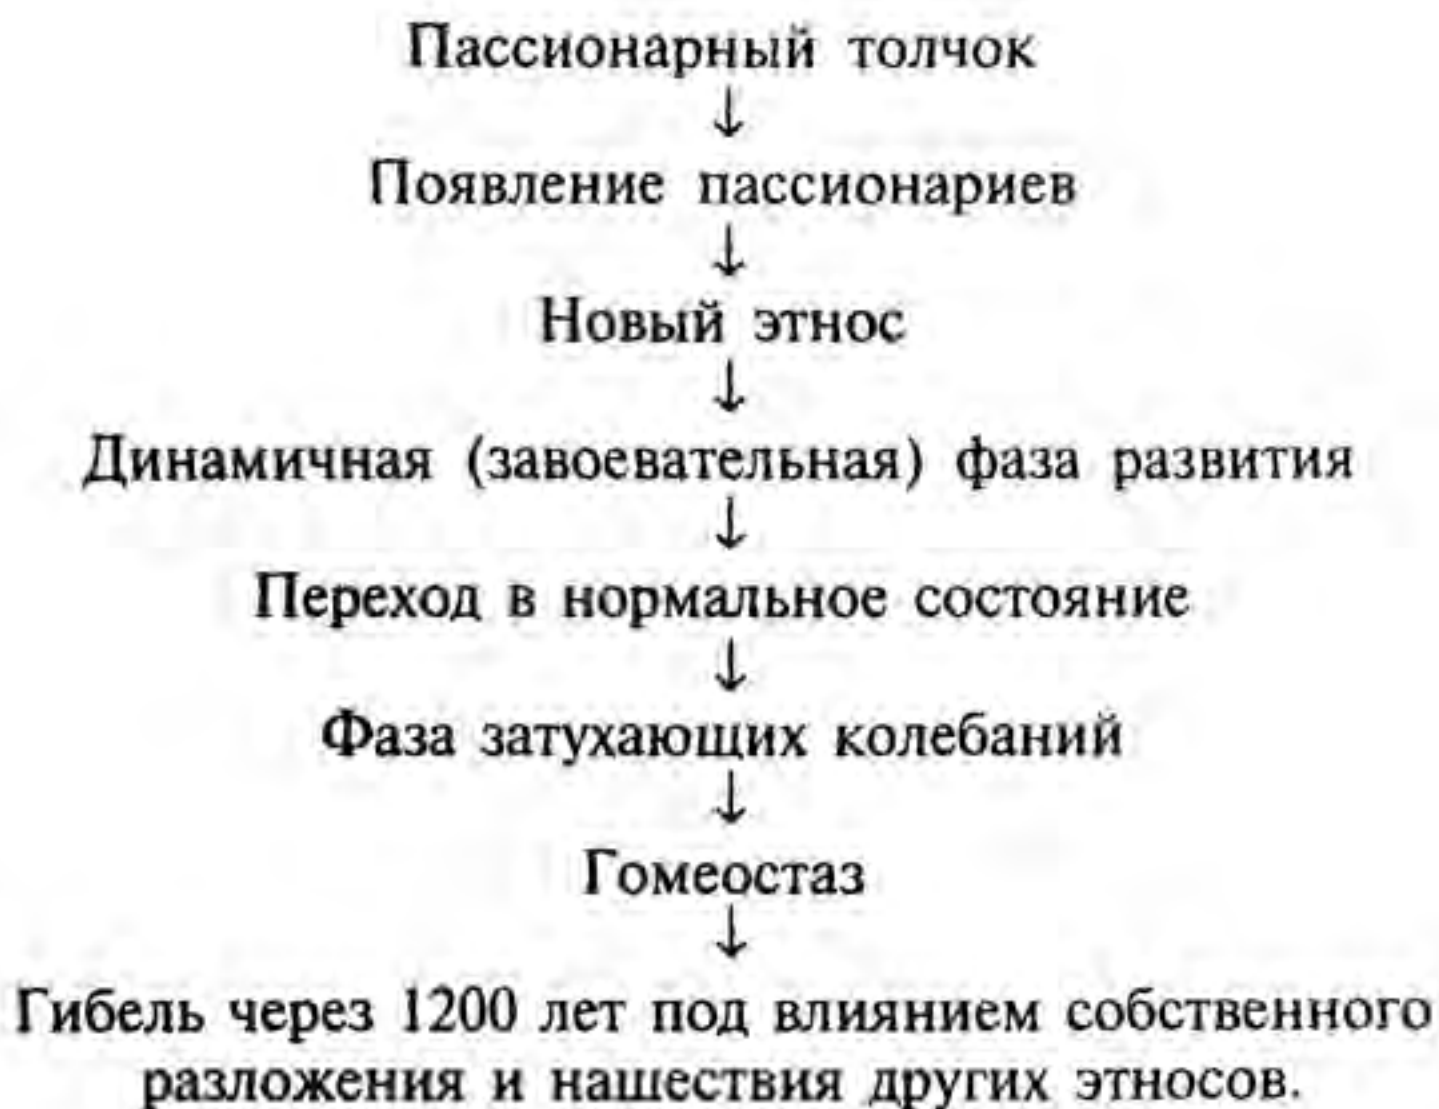 Пассионарный толчок
↓
Появление пассионариев
↓
Новый этнос
↓
Динамичная (завоевательная) фаза развития
↓
Переход в нормальное состояние
↓
Фаза затухающих колебаний
↓
Гомеостаз
↓
Гибель через 1200 лет под влиянием собственного
разложения и нашествия других этносов.